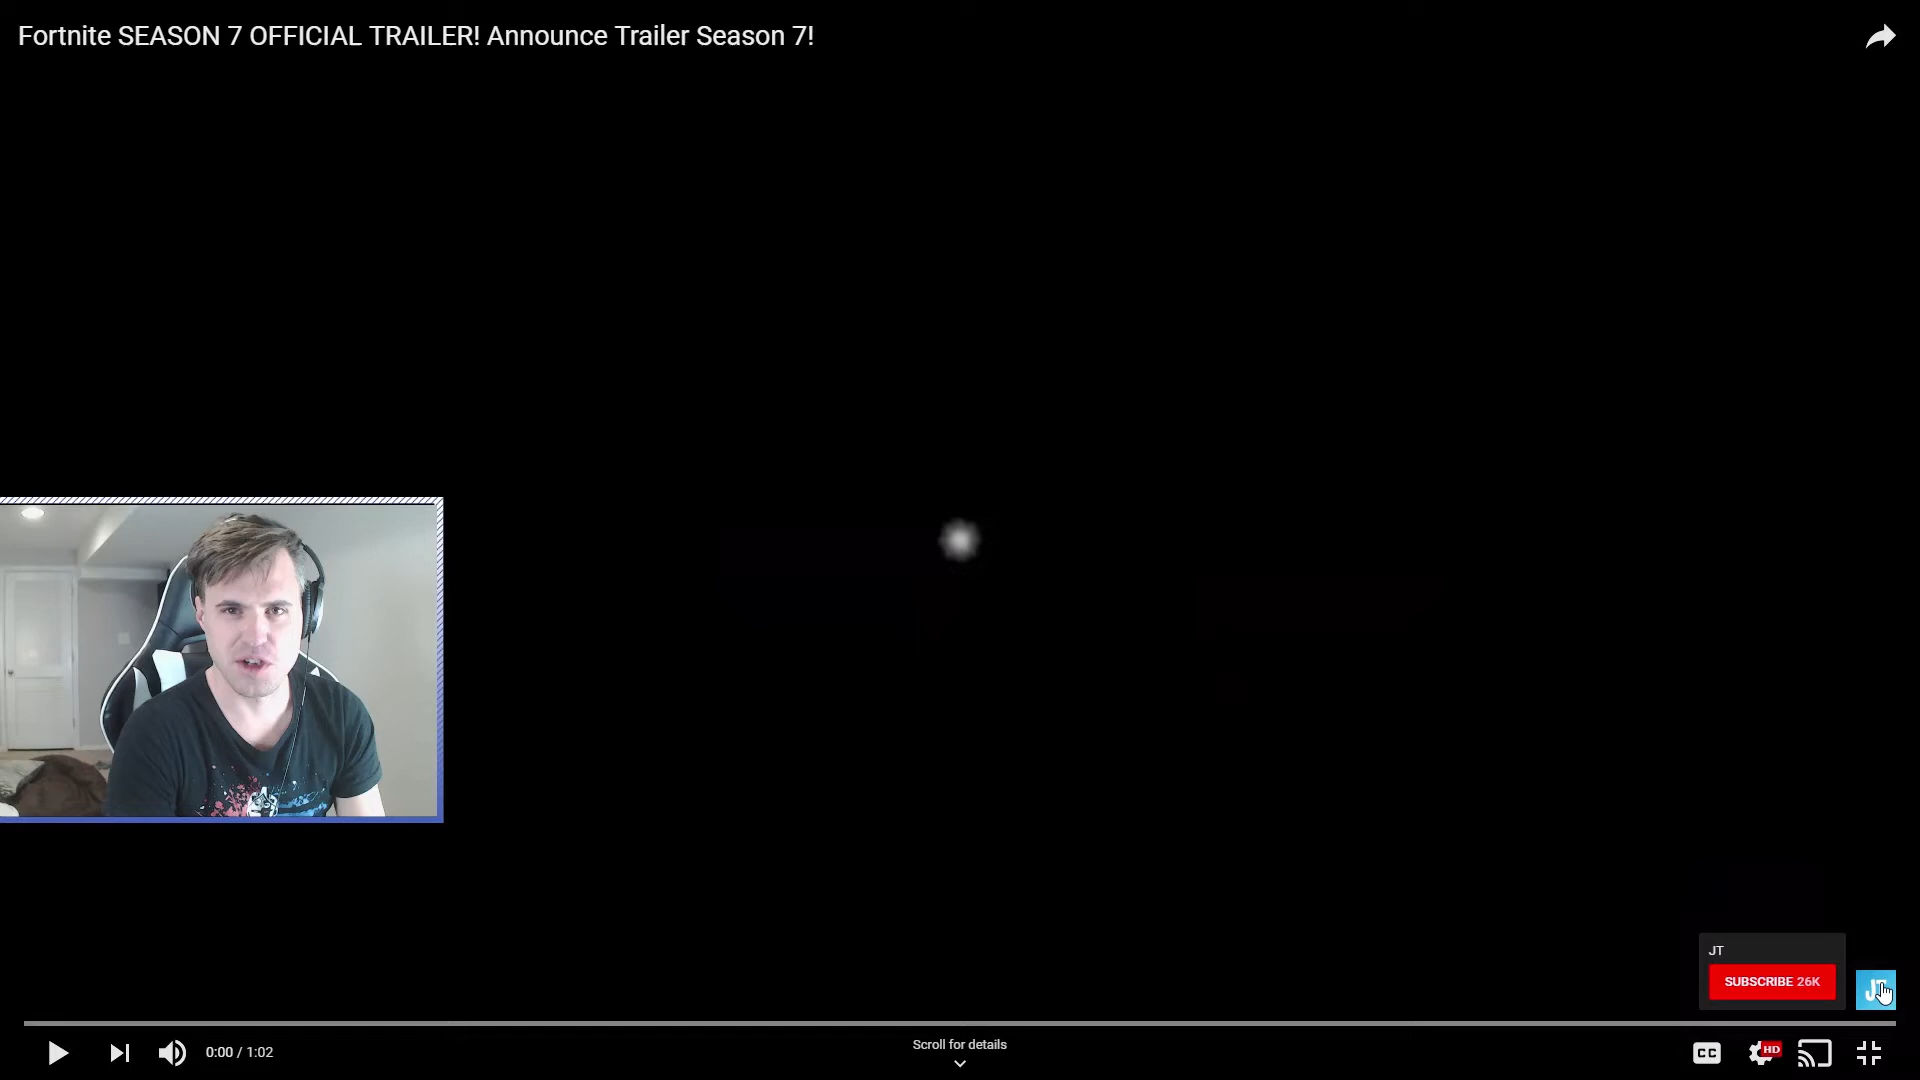 Fortnite SEASON 7 OFFICIAL TRAILER! Announce Trailer Season 7!
JT
SUBSCRIBE 26K
0:00 / 1:02
Scroll for details
CC
HD